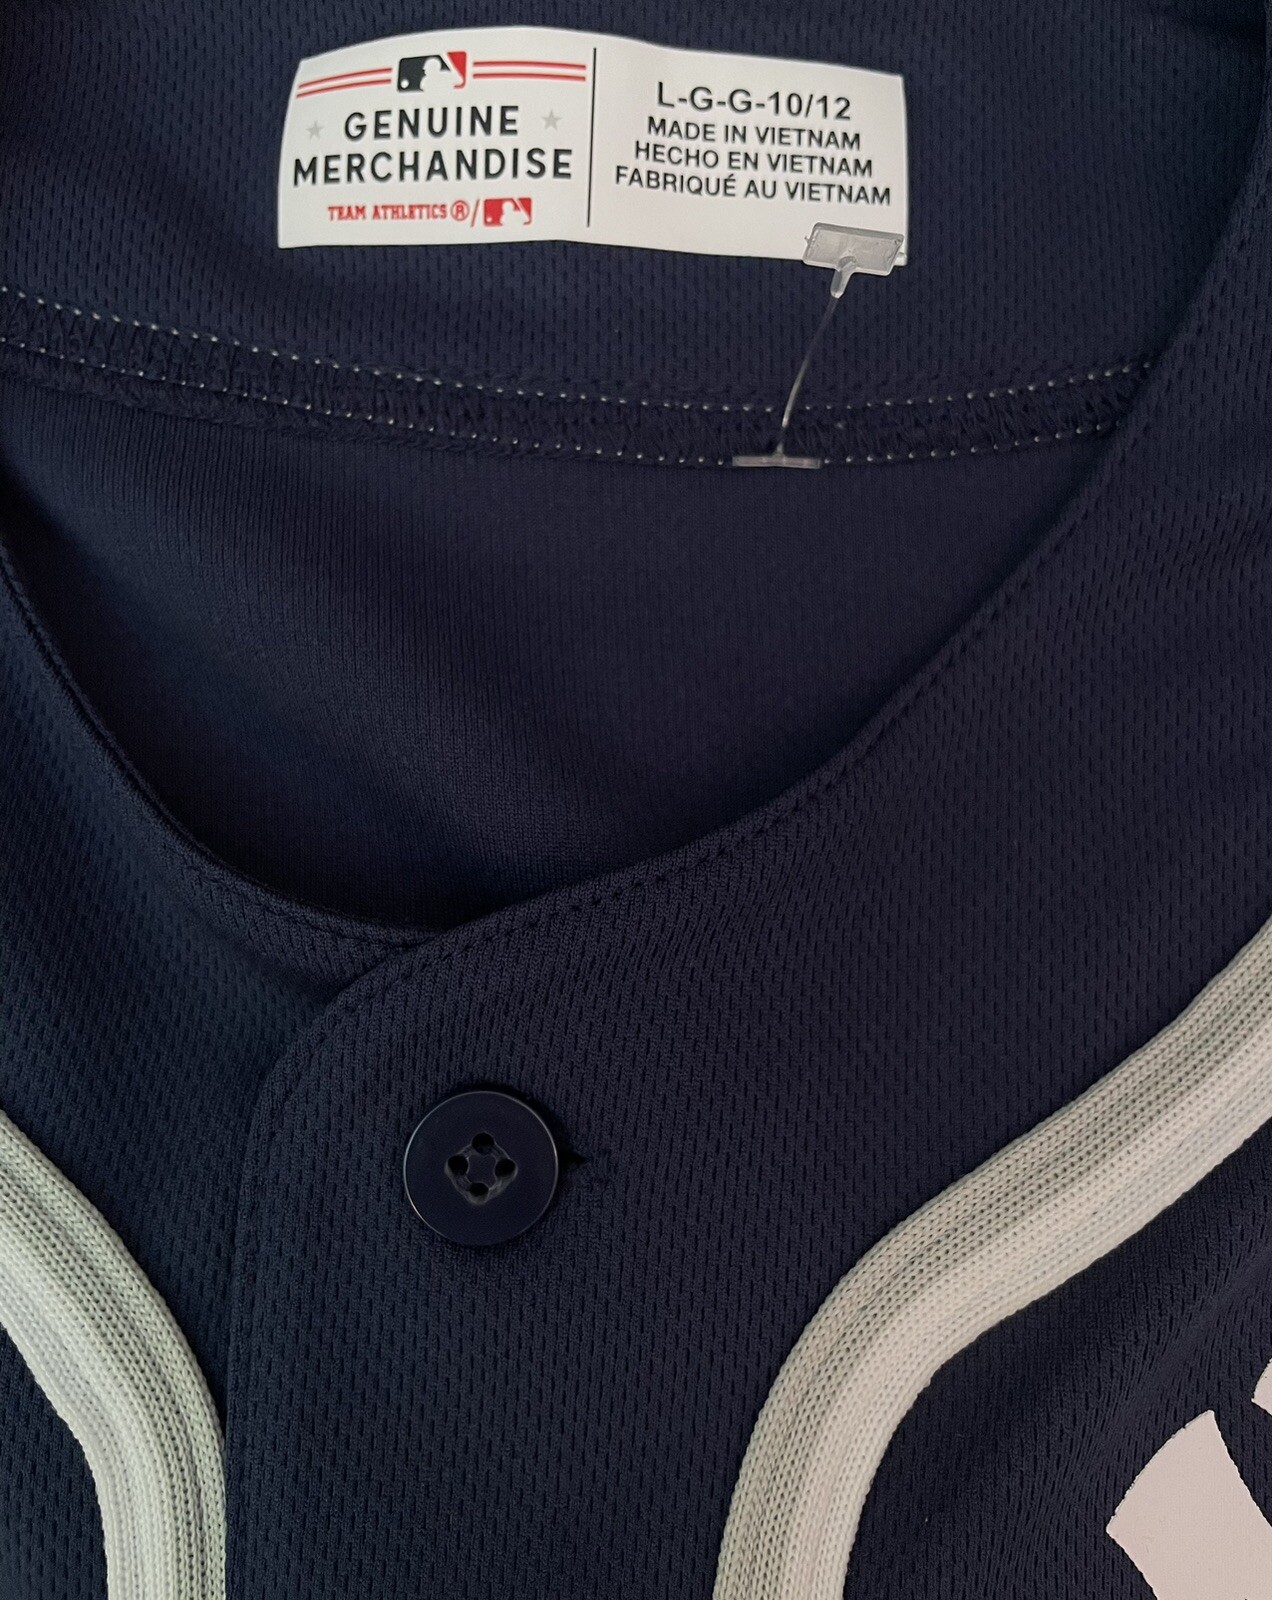 GENUINE
MERCHANDISE
TEAM ATHLETICS®/
L-G-G-10/12
MADE IN VIETNAM
HECHO EN VIETNAM
FABRIQUÉ AU VIETNAM